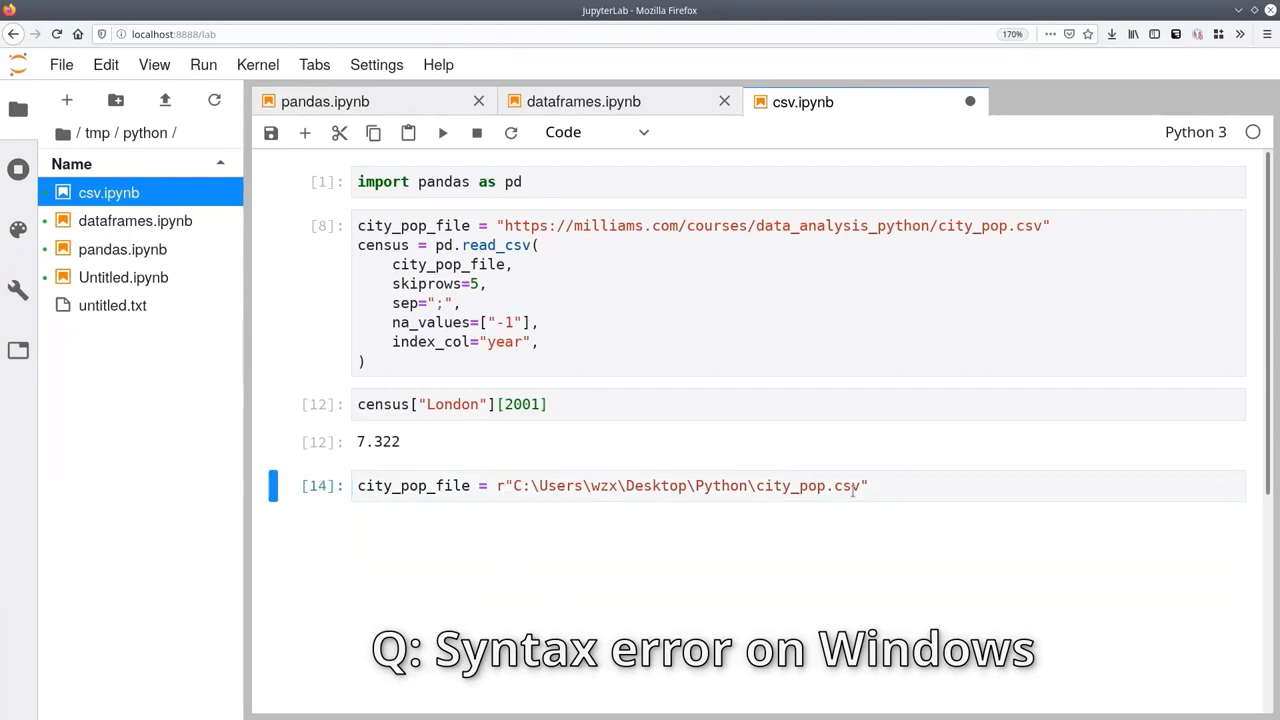 JupyterLab - Mozilla Firefox
localhost:8888/lab
170%
File Edit View Run Kernel Tabs Settings Help
pandas.ipynb dataframes.ipynb csv.ipynb
/ tmp / python /
Code
Python 3
Name
csv.ipynb
dataframes.ipynb
pandas.ipynb
Untitled.ipynb
untitled.txt
[1]: import pandas as pd
[8]: city_pop_file = "https://milliams.com/courses/data_analysis_python/city_pop.csv"
census = pd.read_csv(
city_pop_file,
skiprows=5,
sep=";",
na_values=["-1"],
index_col="year",
)
[12]: census["London"][2001]
[12]: 7.322
[14]: city_pop_file = r"C:\Users\wzx\Desktop\Python\city_pop.csv"
Q: Syntax error on Windows